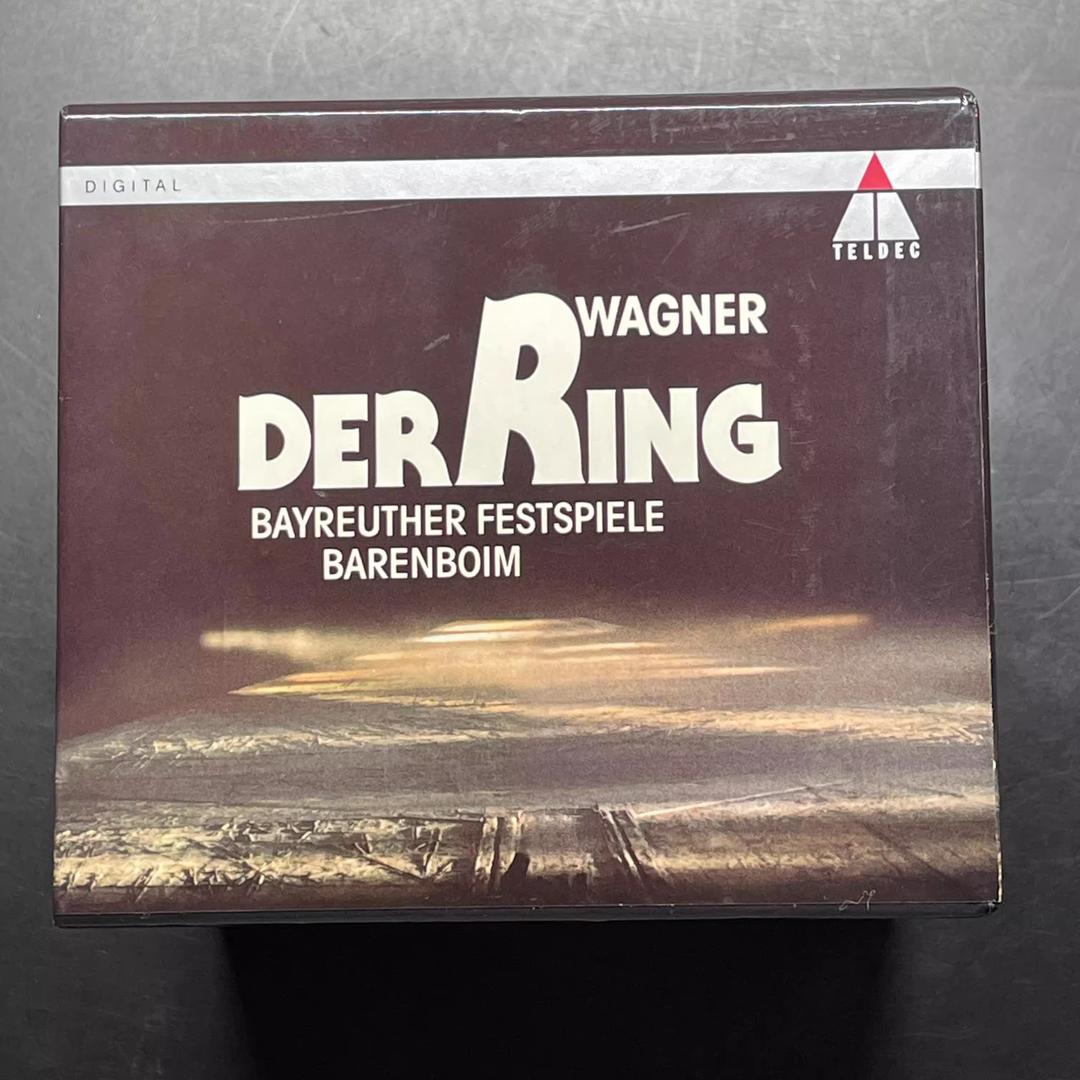 DIGITAL
TELDEC
WAGNER
DER RING
BAYREUTHER FESTSPIELE
BARENBOIM